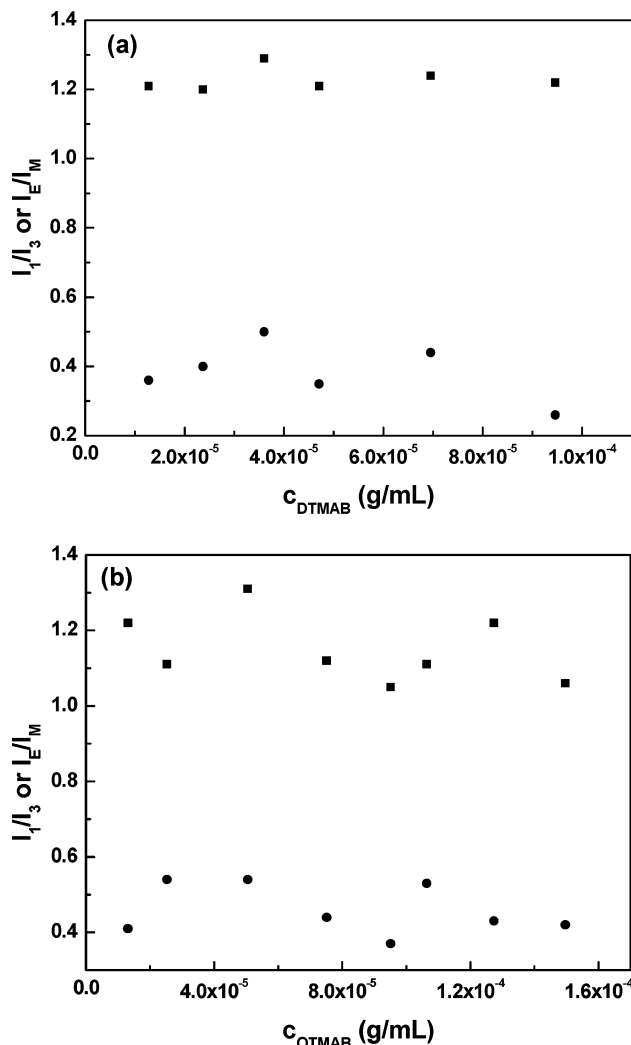 (a)
1.4
1.2
1.0
0.8
0.6
0.4
0.2
I1/I3 or IE/IM
0.0 2.0x10-5 4.0x10-5 6.0x10-5 8.0x10-5 1.0x10-4
cDTMAB (g/mL)
(b)
1.4
1.2
1.0
0.8
0.6
0.4
I1/I3 or IE/IM
0.0 4.0x10-5 8.0x10-5 1.2x10-4 1.6x10-4
cOTMAB (g/mL)